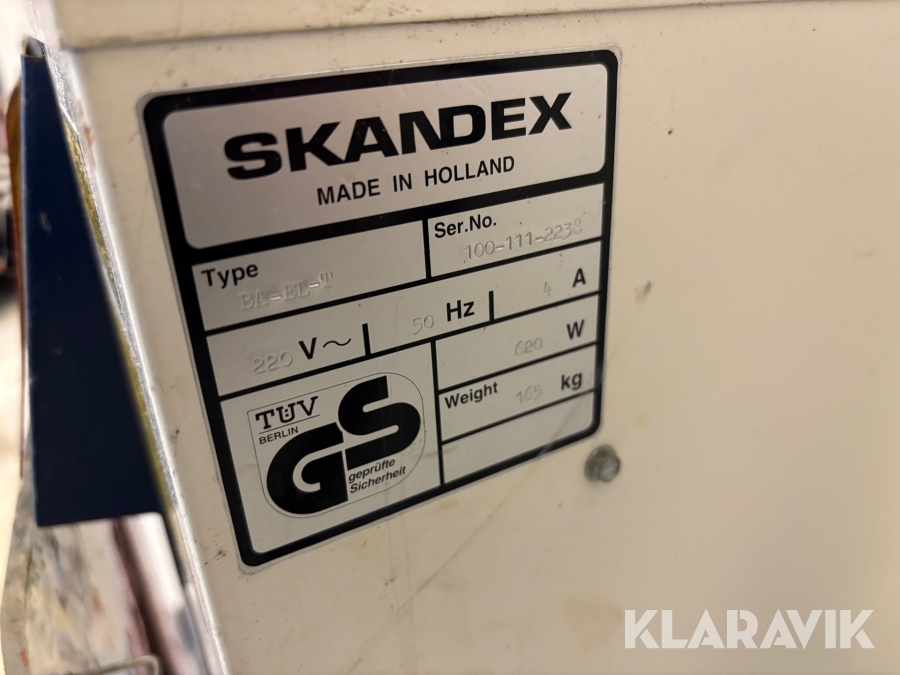 SKANDEX
MADE IN HOLLAND
Type BA-EL-T
Ser.No. 100-111-2238
220 V~ 50 Hz 4 A
620 W
Weight 165 kg
TÜV
BERLIN
GS
geprüfte
Sicherheit
KLARAVIK